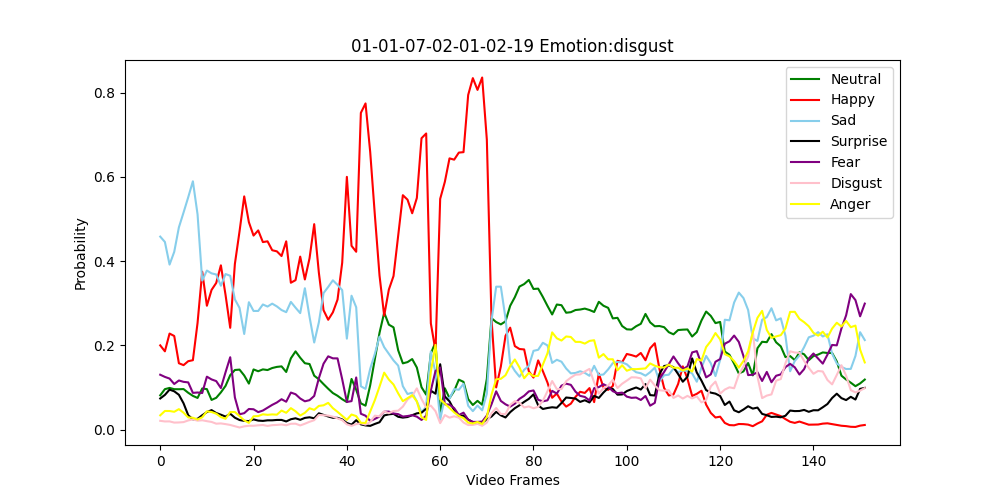 01-01-07-02-01-02-19 Emotion:disgust
Probability
0.8
0.6
0.4
0.2
0.0
0 20 40 60 80 100 120 140
Video Frames
Neutral
Happy
Sad
Surprise
Fear
Disgust
Anger